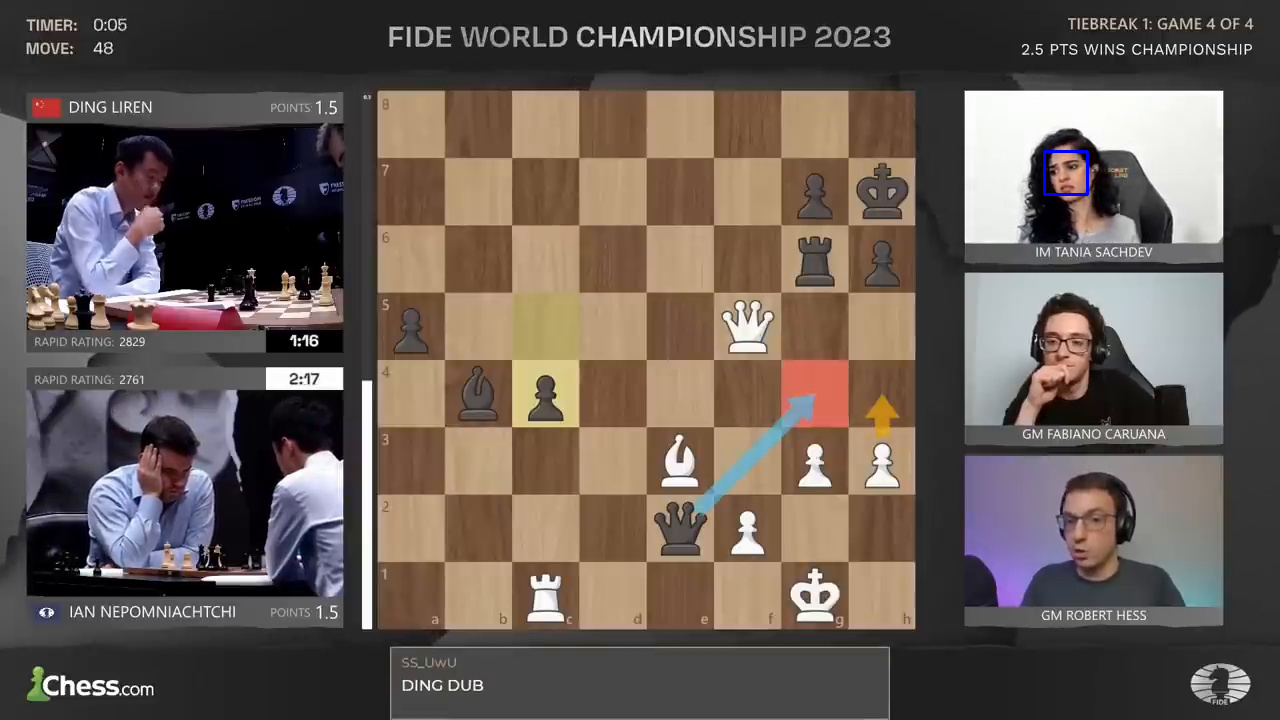 TIMER: 0:05
MOVE: 48
FIDE WORLD CHAMPIONSHIP 2023
TIEBREAK 1: GAME 4 OF 4
2.5 PTS WINS CHAMPIONSHIP
DING LIREN POINTS 1.5
RAPID RATING: 2829 1:16
RAPID RATING: 2761 2:17
IAN NEPOMNIACHTCHI POINTS 1.5
0.3
8
7
6
5
4
3
2
1
a b c d e f g h
IM TANIA SACHDEV
GM FABIANO CARUANA
GM ROBERT HESS
SS_UwU
DING DUB
Chess.com
FIDE